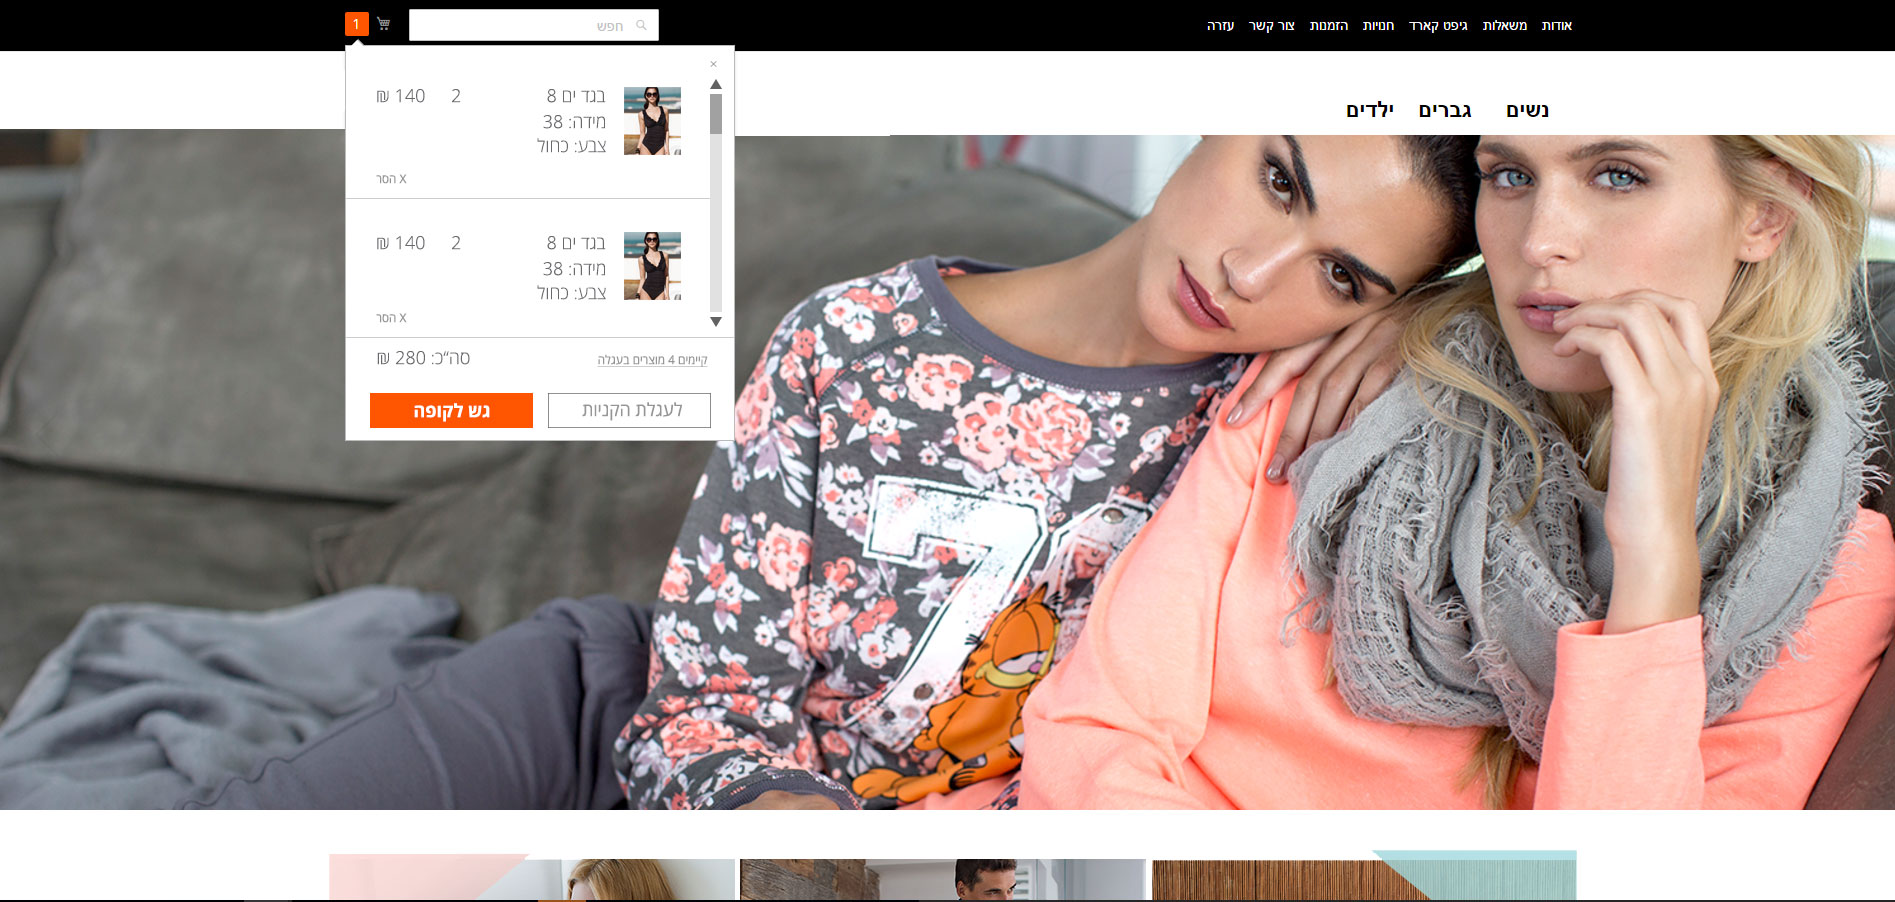 אודות משאלות גיפט קארד חנויות הזמנות צור קשר עזרה
חפש
1
נשים גברים ילדים
×
בגד ים 8 2 140 ₪
מידה: 38
צבע: כחול
X הסר
בגד ים 8 2 140 ₪
מידה: 38
צבע: כחול
X הסר
קיימים 4 מוצרים בעגלה סה"כ: 280 ₪
לעגלת הקניות גש לקופה
7